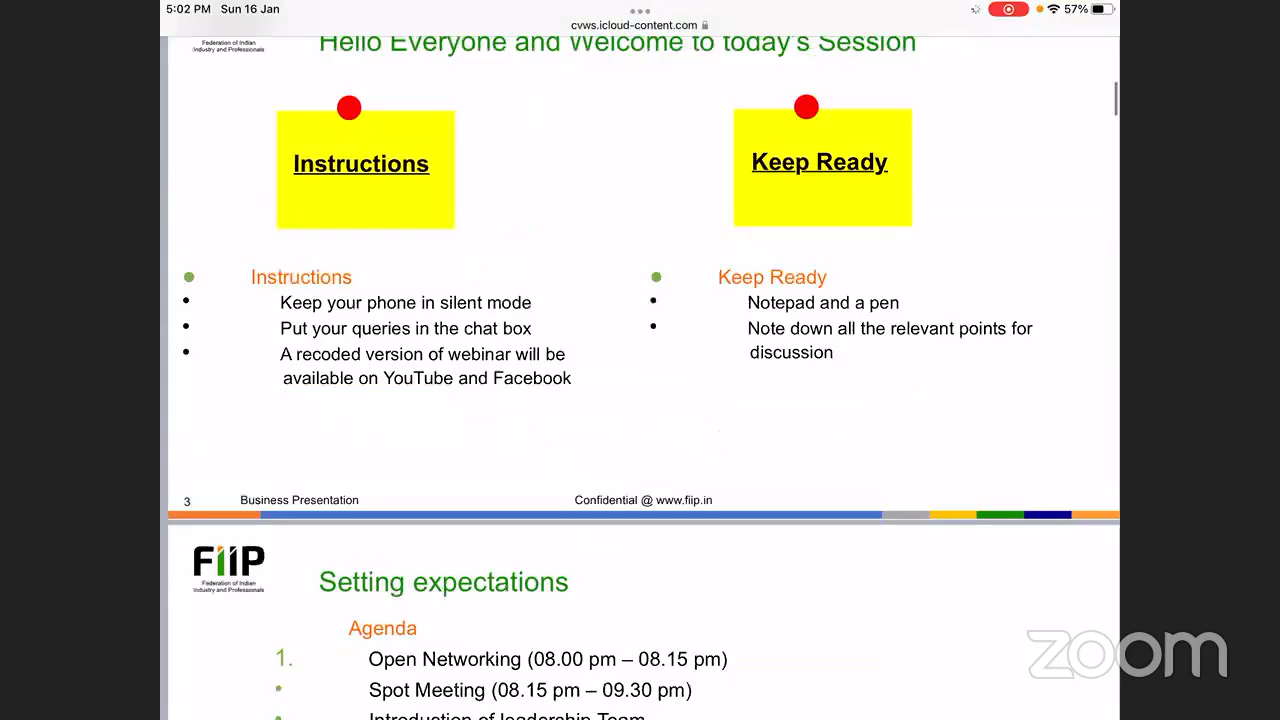 5:02 PM Sun 16 Jan
57%
cvws.icloud-content.com
Federation of Indian
Industry and Professionals
Hello Everyone and Welcome to today's Session
Instructions
Keep Ready
Instructions
Keep your phone in silent mode
Put your queries in the chat box
A recoded version of webinar will be
available on YouTube and Facebook
Keep Ready
Notepad and a pen
Note down all the relevant points for
discussion
3 Business Presentation Confidential @ www.fiip.in
FiiP
Federation of Indian
Industry and Professionals
Setting expectations
Agenda
1. Open Networking (08.00 pm – 08.15 pm)
Spot Meeting (08.15 pm – 09.30 pm)
Introduction of leadership Team
zoom